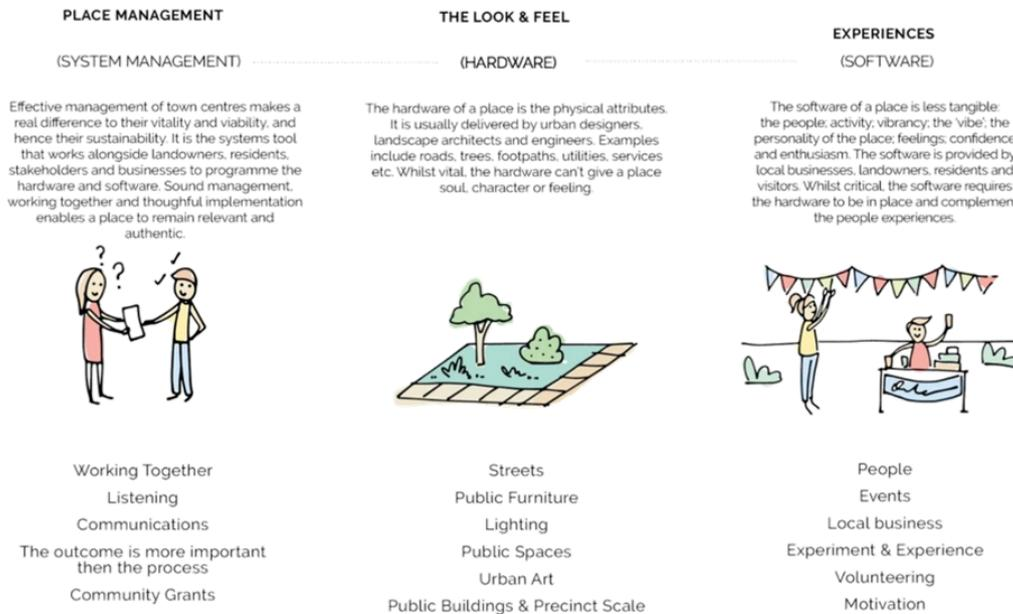 PLACE MANAGEMENT
(SYSTEM MANAGEMENT)
Effective management of town centres makes a
real difference to their vitality and viability, and
hence their sustainability. It is the systems tool
that works alongside landowners, residents,
stakeholders and businesses to programme the
hardware and software. Sound management,
working together and thoughtful implementation
enables a place to remain relevant and
authentic.
? ?
Working Together
Listening
Communications
The outcome is more important
then the process
Community Grants
THE LOOK & FEEL
(HARDWARE)
The hardware of a place is the physical attributes.
It is usually delivered by urban designers,
landscape architects and engineers. Examples
include roads, trees, footpaths, utilities, services
etc. Whilst vital, the hardware can't give a place
soul, character or feeling.
Streets
Public Furniture
Lighting
Public Spaces
Urban Art
Public Buildings & Precinct Scale
EXPERIENCES
(SOFTWARE)
The software of a place is less tangible:
the people; activity; vibrancy; the 'vibe'; the
personality of the place; feelings; confidence
and enthusiasm. The software is provided by
local businesses, landowners, residents and
visitors. Whilst critical, the software requires
the hardware to be in place and complemen
the people experiences.
People
Events
Local business
Experiment & Experience
Volunteering
Motivation